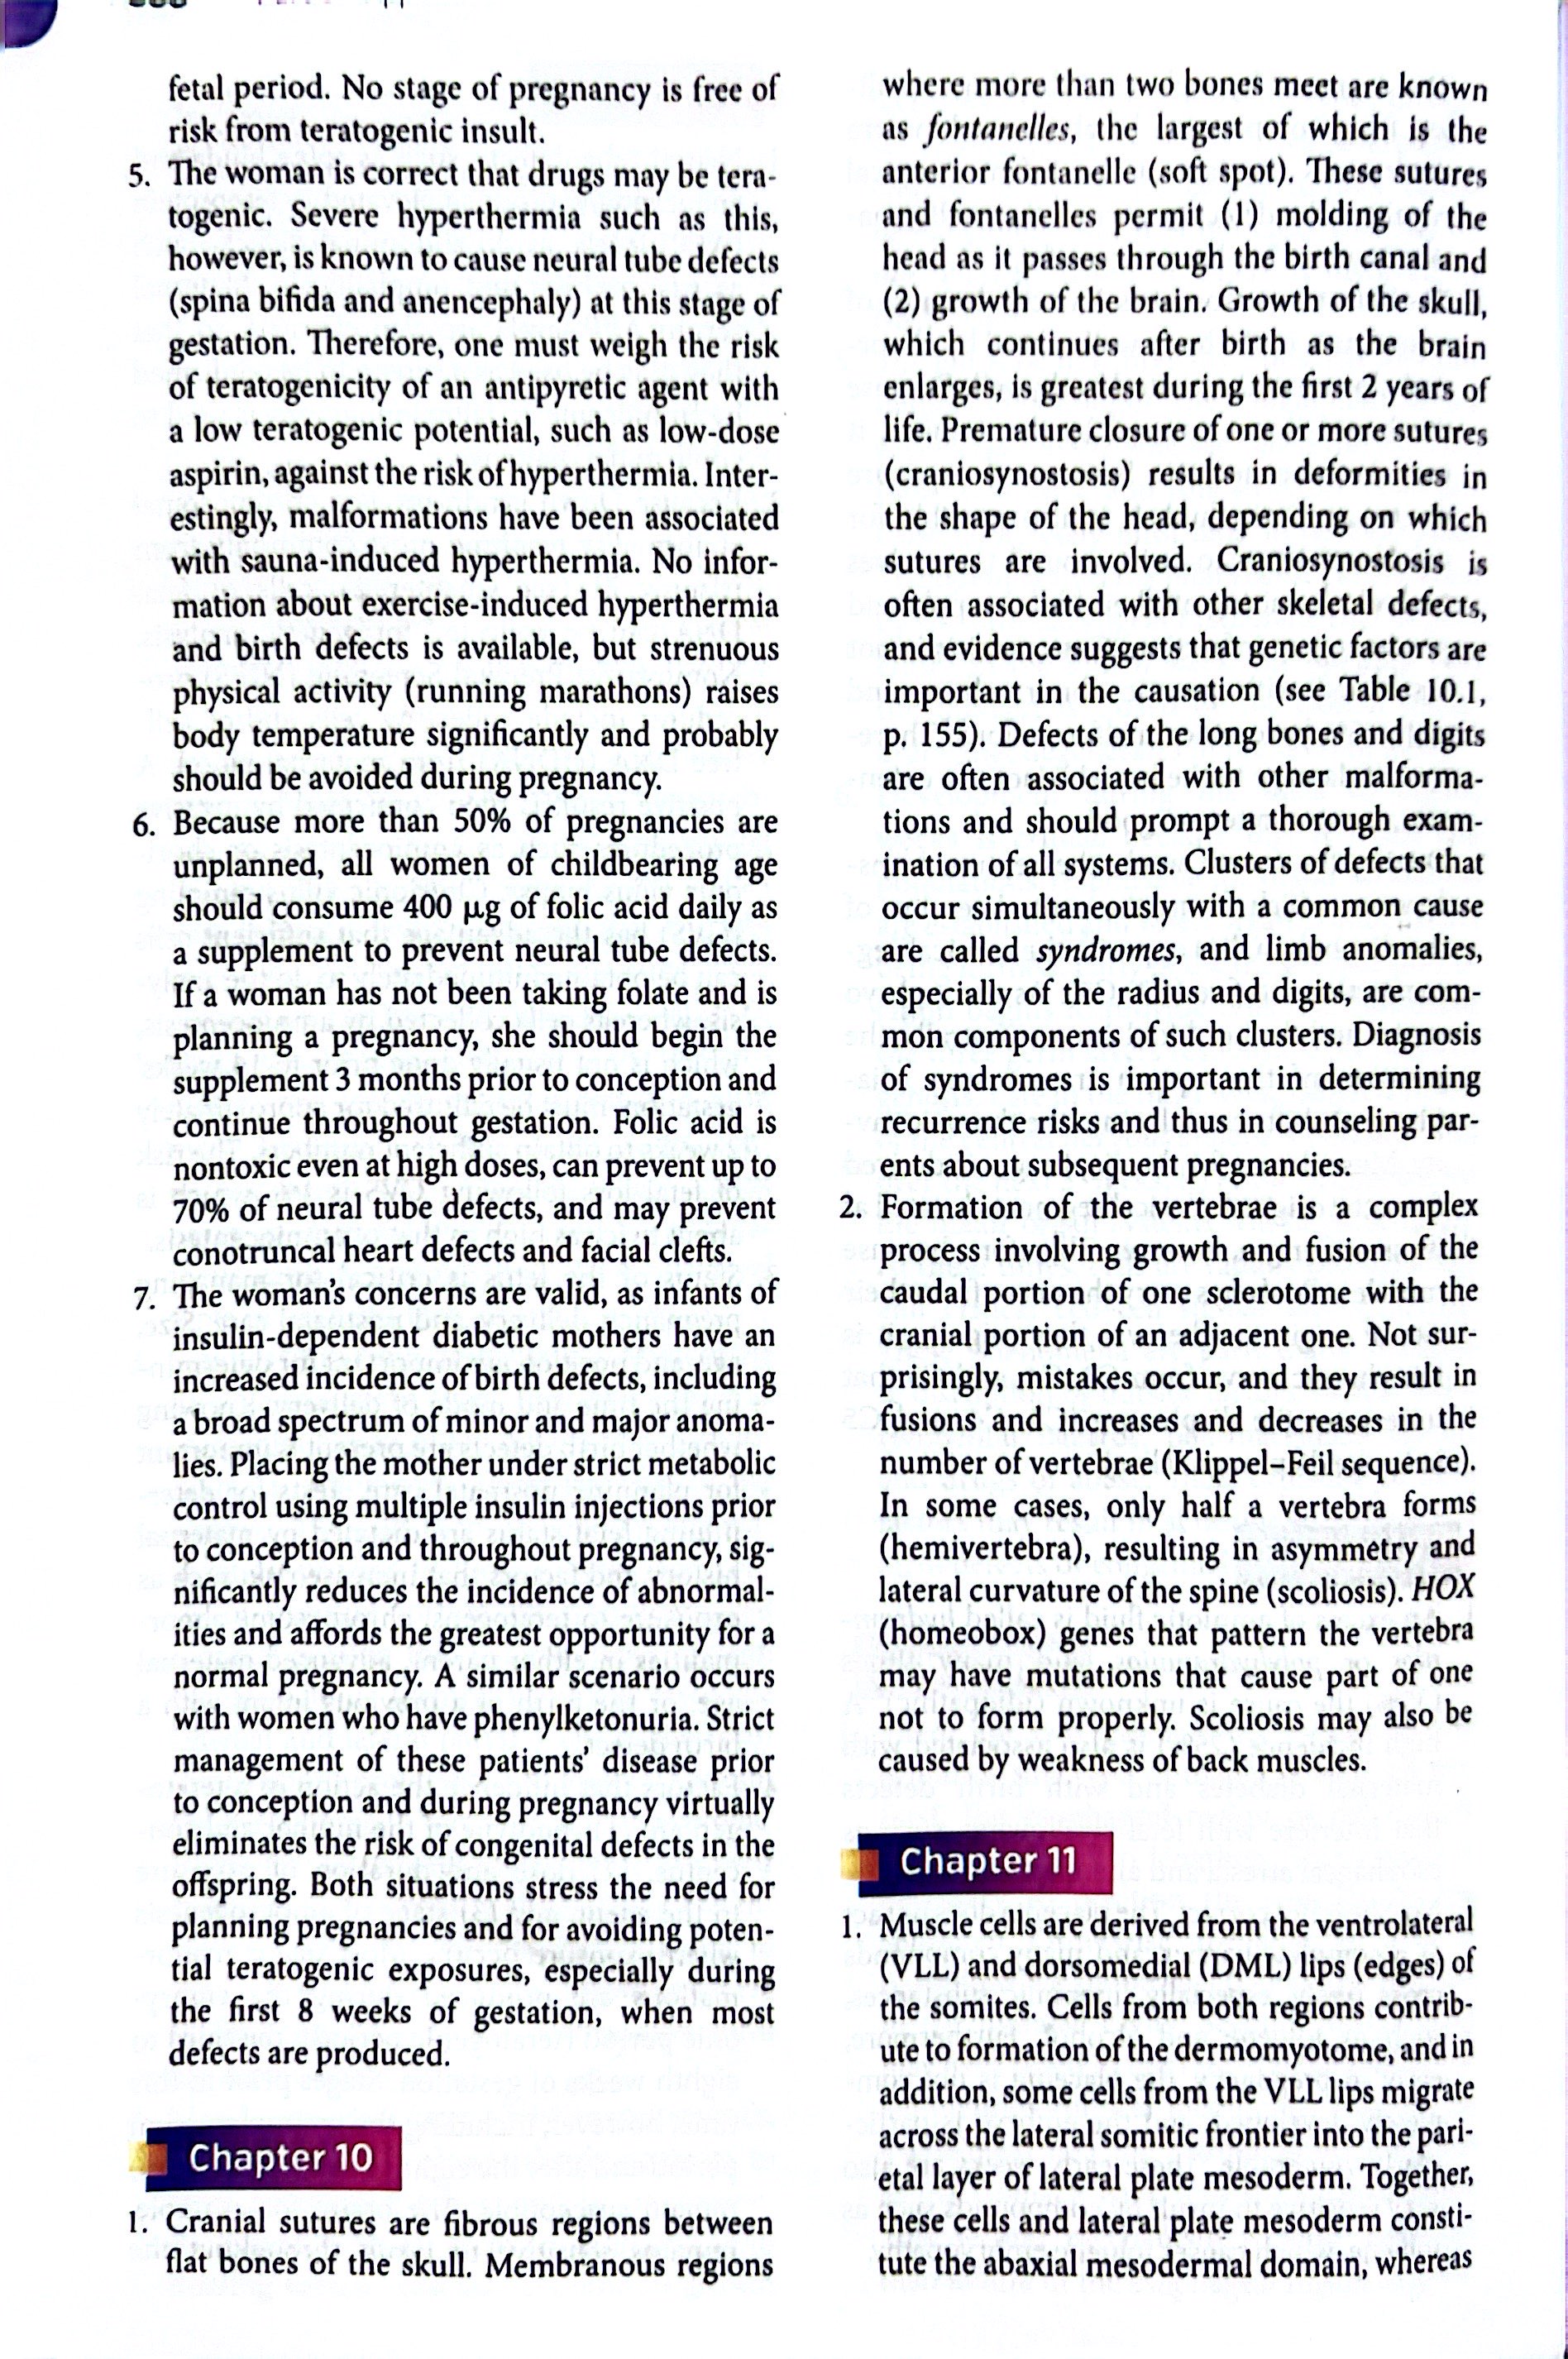 fetal period. No stage of pregnancy is free of
risk from teratogenic insult.
5. The woman is correct that drugs may be tera-
togenic. Severe hyperthermia such as this,
however, is known to cause neural tube defects
(spina bifida and anencephaly) at this stage of
gestation. Therefore, one must weigh the risk
of teratogenicity of an antipyretic agent with
a low teratogenic potential, such as low-dose
aspirin, against the risk of hyperthermia. Inter-
estingly, malformations have been associated
with sauna-induced hyperthermia. No infor-
mation about exercise-induced hyperthermia
and birth defects is available, but strenuous
physical activity (running marathons) raises
body temperature significantly and probably
should be avoided during pregnancy.
6. Because more than 50% of pregnancies are
unplanned, all women of childbearing age
should consume 400 µg of folic acid daily as
a supplement to prevent neural tube defects.
If a woman has not been taking folate and is
planning a pregnancy, she should begin the
supplement 3 months prior to conception and
continue throughout gestation. Folic acid is
nontoxic even at high doses, can prevent up to
70% of neural tube defects, and may prevent
conotruncal heart defects and facial clefts.
7. The woman's concerns are valid, as infants of
insulin-dependent diabetic mothers have an
increased incidence of birth defects, including
a broad spectrum of minor and major anoma-
lies. Placing the mother under strict metabolic
control using multiple insulin injections prior
to conception and throughout pregnancy, sig-
nificantly reduces the incidence of abnormal-
ities and affords the greatest opportunity for a
normal pregnancy. A similar scenario occurs
with women who have phenylketonuria. Strict
management of these patients' disease prior
to conception and during pregnancy virtually
eliminates the risk of congenital defects in the
offspring. Both situations stress the need for
planning pregnancies and for avoiding poten-
tial teratogenic exposures, especially during
the first 8 weeks of gestation, when most
defects are produced.
Chapter 10
1. Cranial sutures are fibrous regions between
flat bones of the skull. Membranous regions
where more than two bones meet are known
as fontanelles, the largest of which is the
anterior fontanelle (soft spot). These sutures
and fontanelles permit (1) molding of the
head as it passes through the birth canal and
(2) growth of the brain. Growth of the skull,
which continues after birth as the brain
enlarges, is greatest during the first 2 years of
life. Premature closure of one or more sutures
(craniosynostosis) results in deformities in
the shape of the head, depending on which
sutures are involved. Craniosynostosis is
often associated with other skeletal defects,
and evidence suggests that genetic factors are
important in the causation (see Table 10.1,
p. 155). Defects of the long bones and digits
are often associated with other malforma-
tions and should prompt a thorough exam-
ination of all systems. Clusters of defects that
occur simultaneously with a common cause
are called syndromes, and limb anomalies,
especially of the radius and digits, are com-
mon components of such clusters. Diagnosis
of syndromes is important in determining
recurrence risks and thus in counseling par-
ents about subsequent pregnancies.
2. Formation of the vertebrae is a complex
process involving growth and fusion of the
caudal portion of one sclerotome with the
cranial portion of an adjacent one. Not sur-
prisingly, mistakes occur, and they result in
fusions and increases and decreases in the
number of vertebrae (Klippel–Feil sequence).
In some cases, only half a vertebra forms
(hemivertebra), resulting in asymmetry and
lateral curvature of the spine (scoliosis). HOX
(homeobox) genes that pattern the vertebra
may have mutations that cause part of one
not to form properly. Scoliosis may also be
caused by weakness of back muscles.
Chapter 11
1. Muscle cells are derived from the ventrolateral
(VLL) and dorsomedial (DML) lips (edges) of
the somites. Cells from both regions contrib-
ute to formation of the dermomyotome, and in
addition, some cells from the VLL lips migrate
across the lateral somitic frontier into the pari-
etal layer of lateral plate mesoderm. Together,
these cells and lateral plate mesoderm consti-
tute the abaxial mesodermal domain, whereas